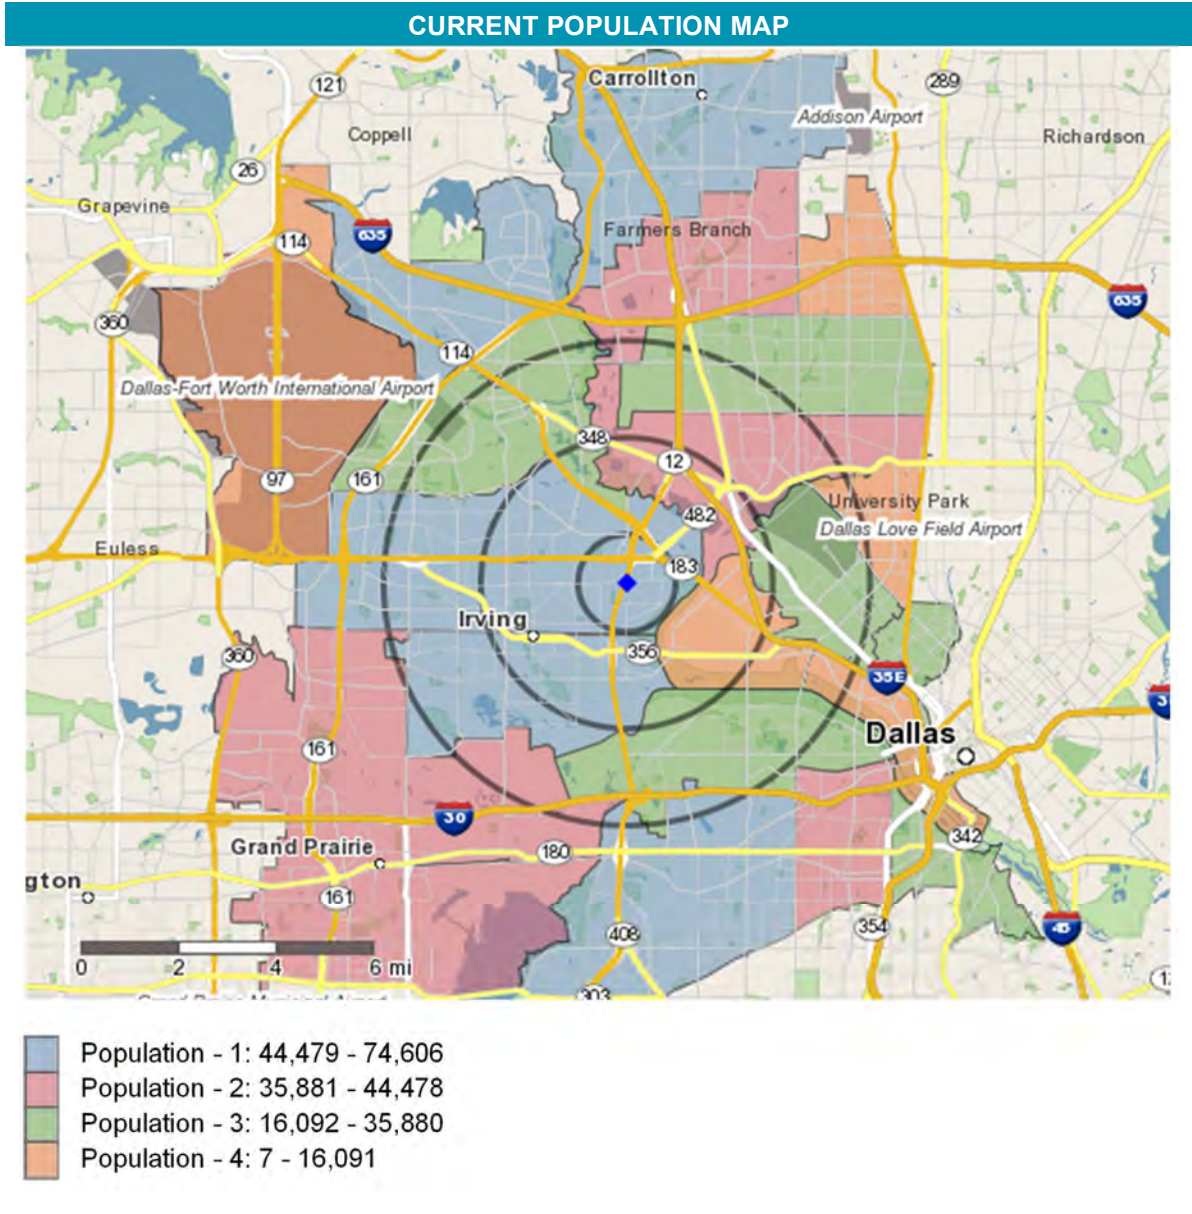 CURRENT POPULATION MAP
Carrollton
121
289
Addison Airport
Coppell
Richardson
26
Grapevine
Farmers Branch
635
114
635
360
114
Dallas-Fort Worth International Airport
348
12
97
161
University Park
482
Dallas Love Field Airport
Euless
183
Irving
356
360
35E
Dallas
161
30
342
Grand Prairie
180
gton
161
354
45
408
0 2 4 6 mi
303
Population - 1: 44,479 - 74,606
Population - 2: 35,881 - 44,478
Population - 3: 16,092 - 35,880
Population - 4: 7 - 16,091